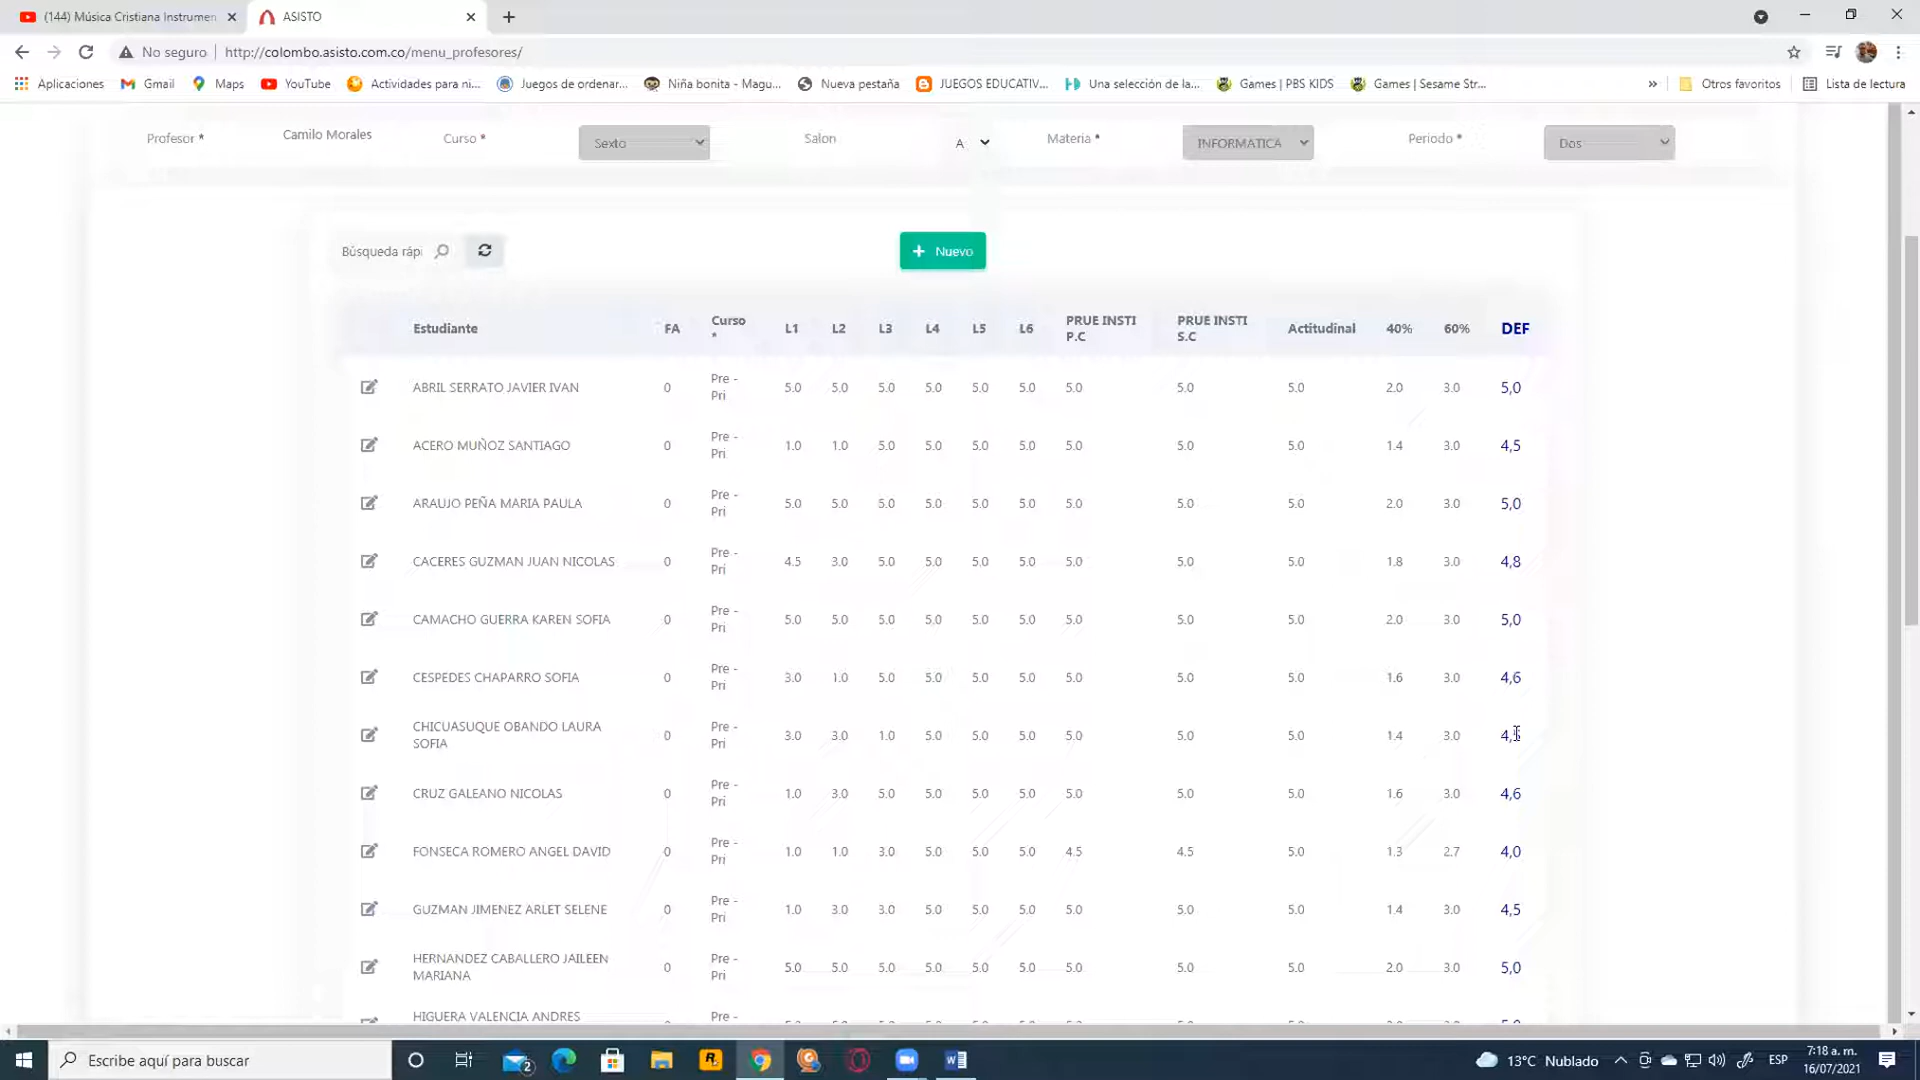 (144) Música Cristiana Instrumen
ASISTO
No seguro
http://colombo.asisto.com.co/menu_profesores/
Aplicaciones Gmail Maps YouTube Actividades para ni... Juegos de ordenar... Niña bonita - Magu... Nueva pestaña JUEGOS EDUCATIV... Una selección de la... Games | PBS KIDS Games | Sesame Str... » Otros favoritos Lista de lectura
Profesor * Camilo Morales Curso * Sexto Salon A Materia * INFORMATICA Periodo * Dos
Búsqueda rápi
+ Nuevo
Estudiante FA Curso * L1 L2 L3 L4 L5 L6 PRUE INSTI P.C PRUE INSTI S.C Actitudinal 40% 60% DEF
ABRIL SERRATO JAVIER IVAN 0 Pre - Pri 5.0 5.0 5.0 5.0 5.0 5.0 5.0 5.0 5.0 2.0 3.0 5,0
ACERO MUÑOZ SANTIAGO 0 Pre - Pri 1.0 1.0 5.0 5.0 5.0 5.0 5.0 5.0 5.0 1.4 3.0 4,5
ARAUJO PEÑA MARIA PAULA 0 Pre - Pri 5.0 5.0 5.0 5.0 5.0 5.0 5.0 5.0 5.0 2.0 3.0 5,0
CACERES GUZMAN JUAN NICOLAS 0 Pre - Pri 4.5 3.0 5.0 5.0 5.0 5.0 5.0 5.0 5.0 1.8 3.0 4,8
CAMACHO GUERRA KAREN SOFIA 0 Pre - Pri 5.0 5.0 5.0 5.0 5.0 5.0 5.0 5.0 5.0 2.0 3.0 5,0
CESPEDES CHAPARRO SOFIA 0 Pre - Pri 3.0 1.0 5.0 5.0 5.0 5.0 5.0 5.0 5.0 1.6 3.0 4,6
CHICUASUQUE OBANDO LAURA SOFIA 0 Pre - Pri 3.0 3.0 1.0 5.0 5.0 5.0 5.0 5.0 5.0 1.4 3.0
CRUZ GALEANO NICOLAS 0 Pre - Pri 1.0 3.0 5.0 5.0 5.0 5.0 5.0 5.0 5.0 1.6 3.0 4,6
FONSECA ROMERO ANGEL DAVID 0 Pre - Pri 1.0 1.0 3.0 5.0 5.0 5.0 4.5 4.5 5.0 1.3 2.7 4,0
GUZMAN JIMENEZ ARLET SELENE 0 Pre - Pri 1.0 3.0 3.0 5.0 5.0 5.0 5.0 5.0 5.0 1.4 3.0 4,5
HERNANDEZ CABALLERO JAILEEN MARIANA 0 Pre - Pri 5.0 5.0 5.0 5.0 5.0 5.0 5.0 5.0 5.0 2.0 3.0 5,0
HIGUERA VALENCIA ANDRES Pre -
Escribe aquí para buscar
2
13°C Nublado
ESP
7:18 a. m.
16/07/2021